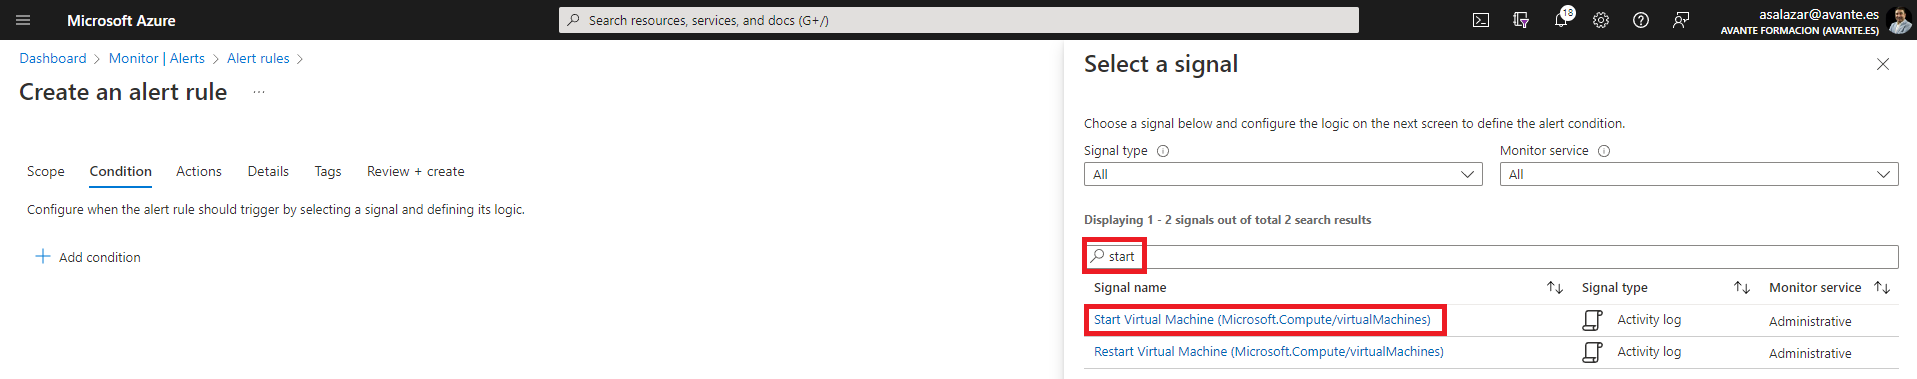 Microsoft Azure
Search resources, services, and docs (G+/)
18
asalazar@avante.es
AVANTE FORMACION (AVANTE.ES)
Dashboard > Monitor | Alerts > Alert rules >
Create an alert rule ...
Scope Condition Actions Details Tags Review + create
Configure when the alert rule should trigger by selecting a signal and defining its logic.
+ Add condition
Select a signal
Choose a signal below and configure the logic on the next screen to define the alert condition.
Signal type Monitor service
All All
Displaying 1 - 2 signals out of total 2 search results
start
Signal name Signal type Monitor service
Start Virtual Machine (Microsoft.Compute/virtualMachines) Activity log Administrative
Restart Virtual Machine (Microsoft.Compute/virtualMachines) Activity log Administrative